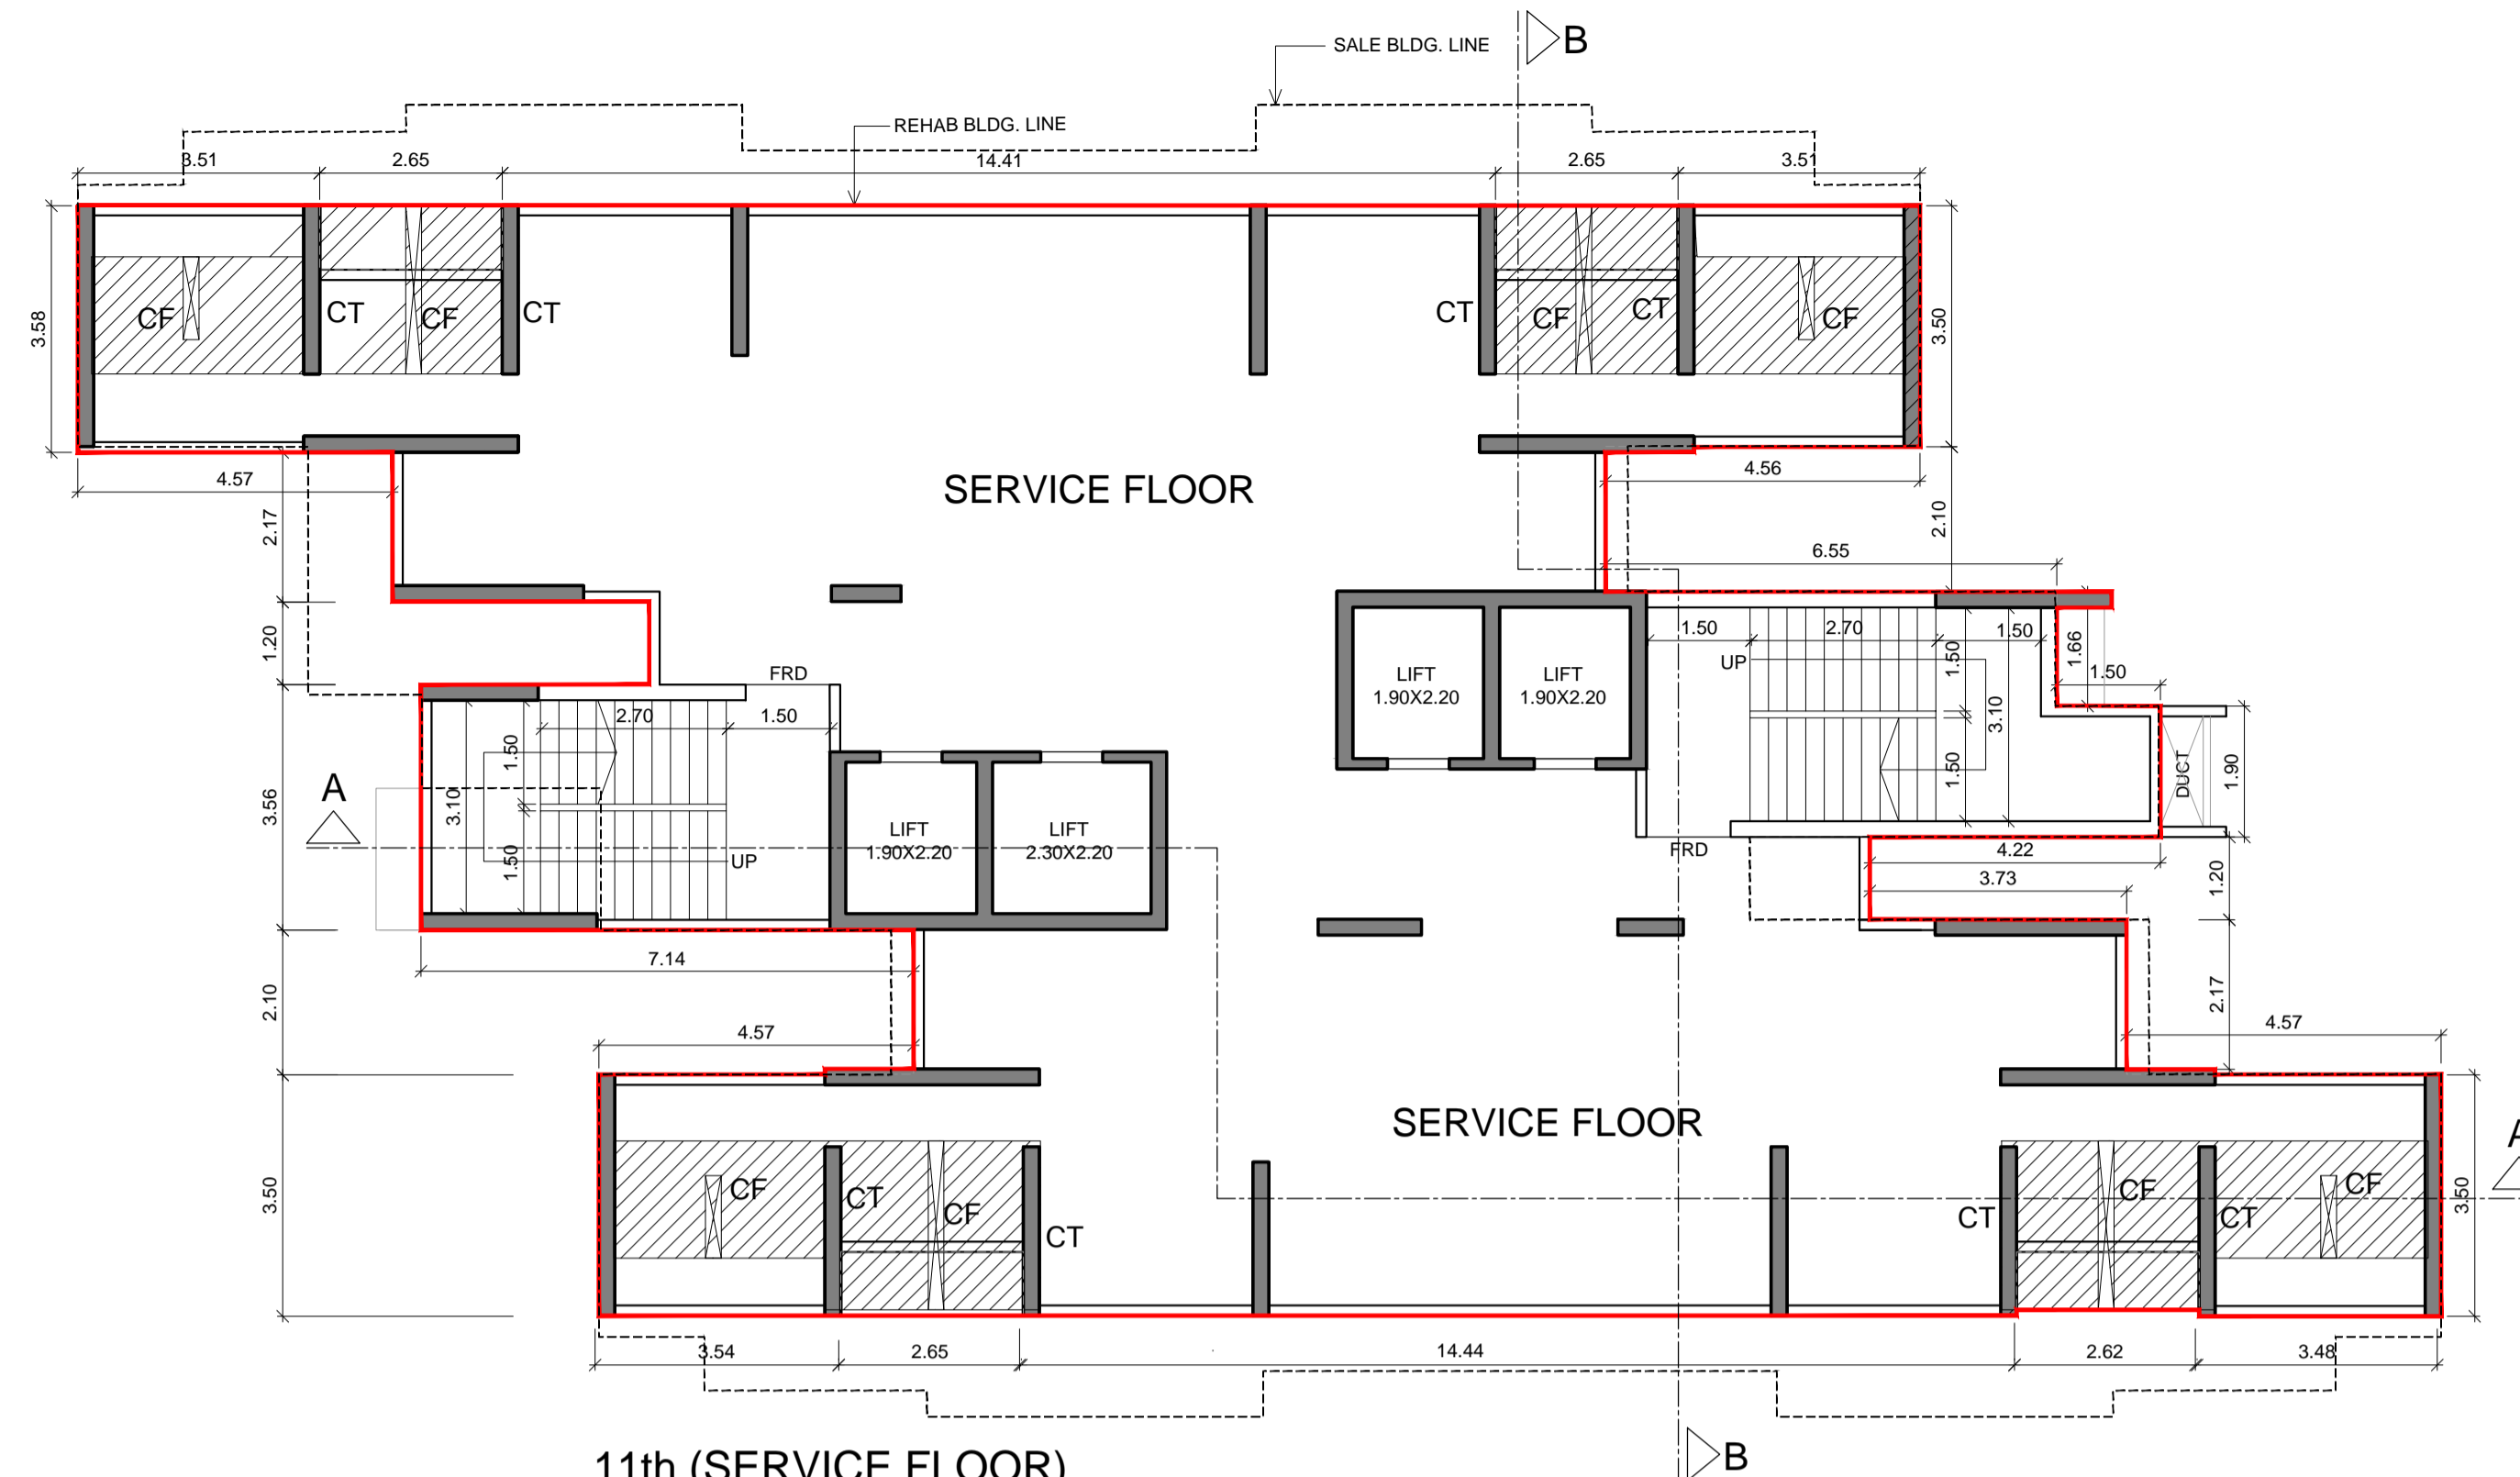 B
SALE BLDG. LINE
REHAB BLDG. LINE
3.51
2.65
14.41
2.65
3.51
3.58
CF
CT
CF
CT
CT
CF
CT
CF
3.50
4.57
SERVICE FLOOR
4.56
2.17
2.10
6.55
1.20
1.50
2.70
1.50
1.66
1.50
UP
1.50
FRD
LIFT
1.90X2.20
LIFT
1.90X2.20
3.10
2.70
1.50
1.50
1.50
DUCT
1.90
A
3.56
3.10
LIFT
1.90X2.20
LIFT
2.30X2.20
1.50
UP
FRD
4.22
3.73
1.20
7.14
2.10
2.17
4.57
4.57
SERVICE FLOOR
A
3.50
CF
CT
CF
CT
CT
CF
CT
CF
3.50
3.54
2.65
14.44
2.62
3.48
B
11th (SERVICE FLOOR)